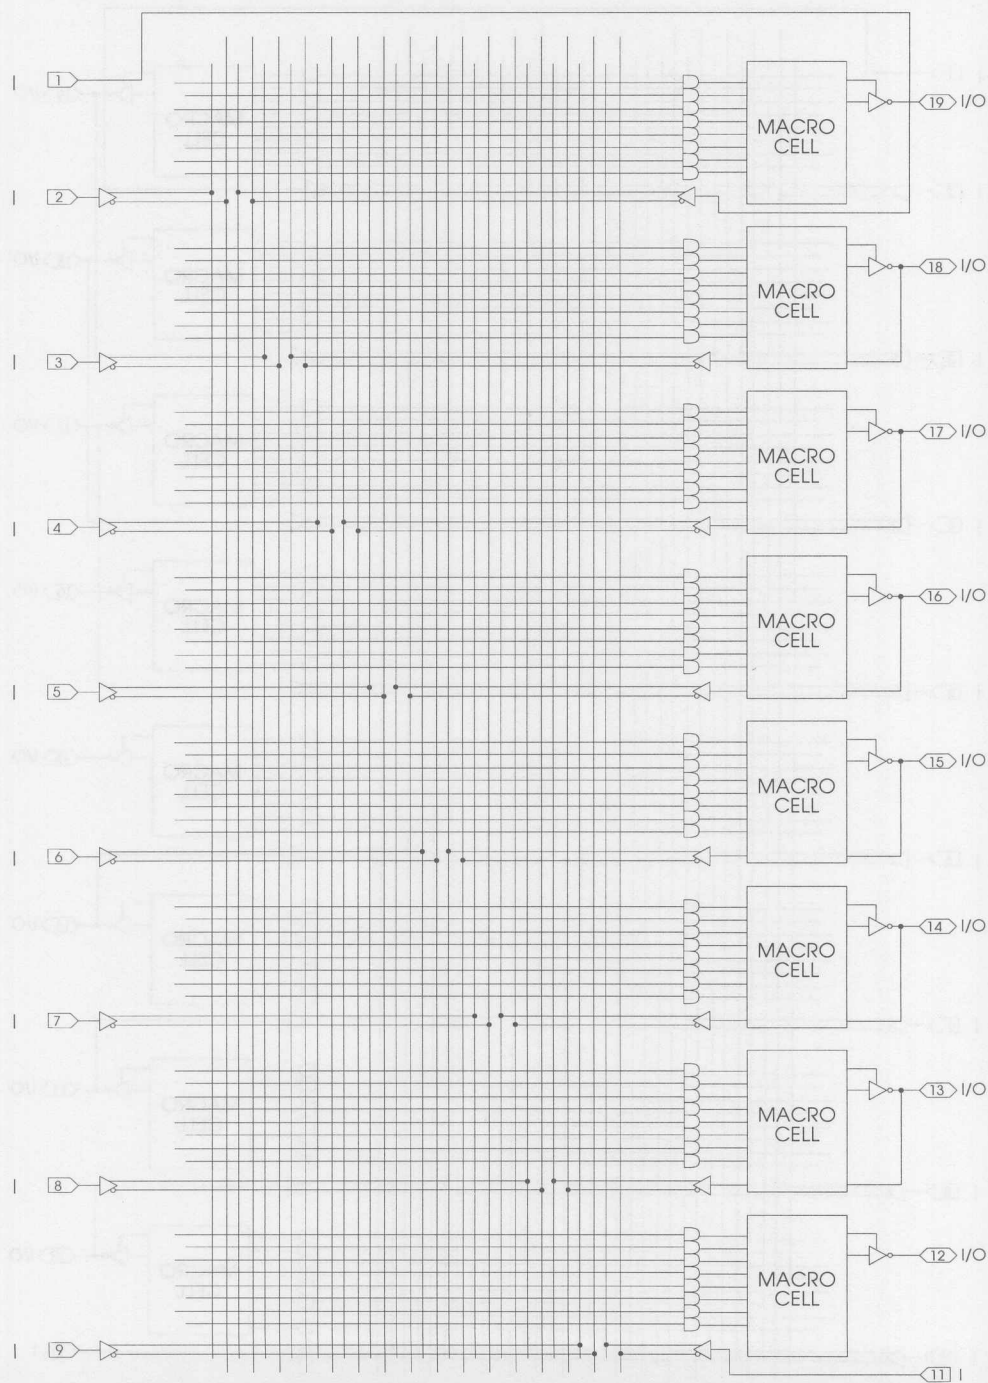 I 1
MACRO
CELL
19 I/O
I 2
MACRO
CELL
18 I/O
I 3
MACRO
CELL
17 I/O
I 4
MACRO
CELL
16 I/O
I 5
MACRO
CELL
15 I/O
I 6
MACRO
CELL
14 I/O
I 7
MACRO
CELL
13 I/O
I 8
MACRO
CELL
12 I/O
I 9
11 I